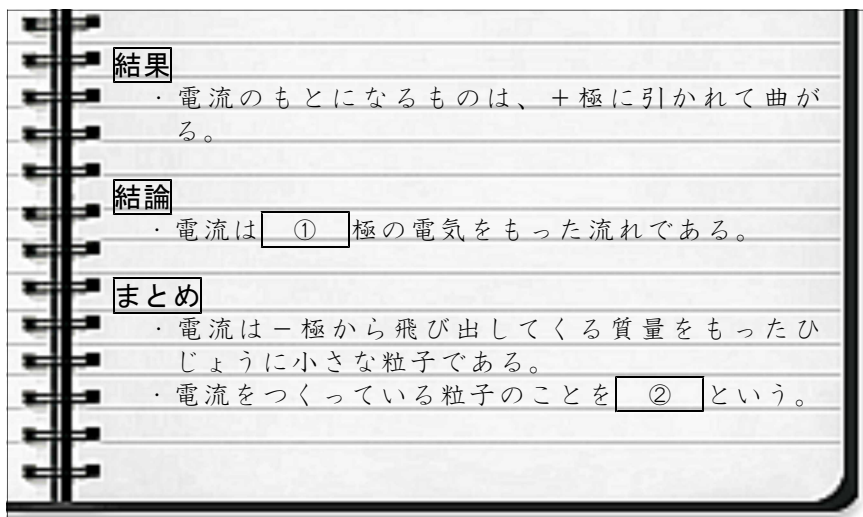 結果
・電流のもとになるものは、＋極に引かれて曲が
る。
結論
・電流は ① 極の電気をもった流れである。
まとめ
・電流は－極から飛び出してくる質量をもったひ
じょうに小さな粒子である。
・電流をつくっている粒子のことを ② という。